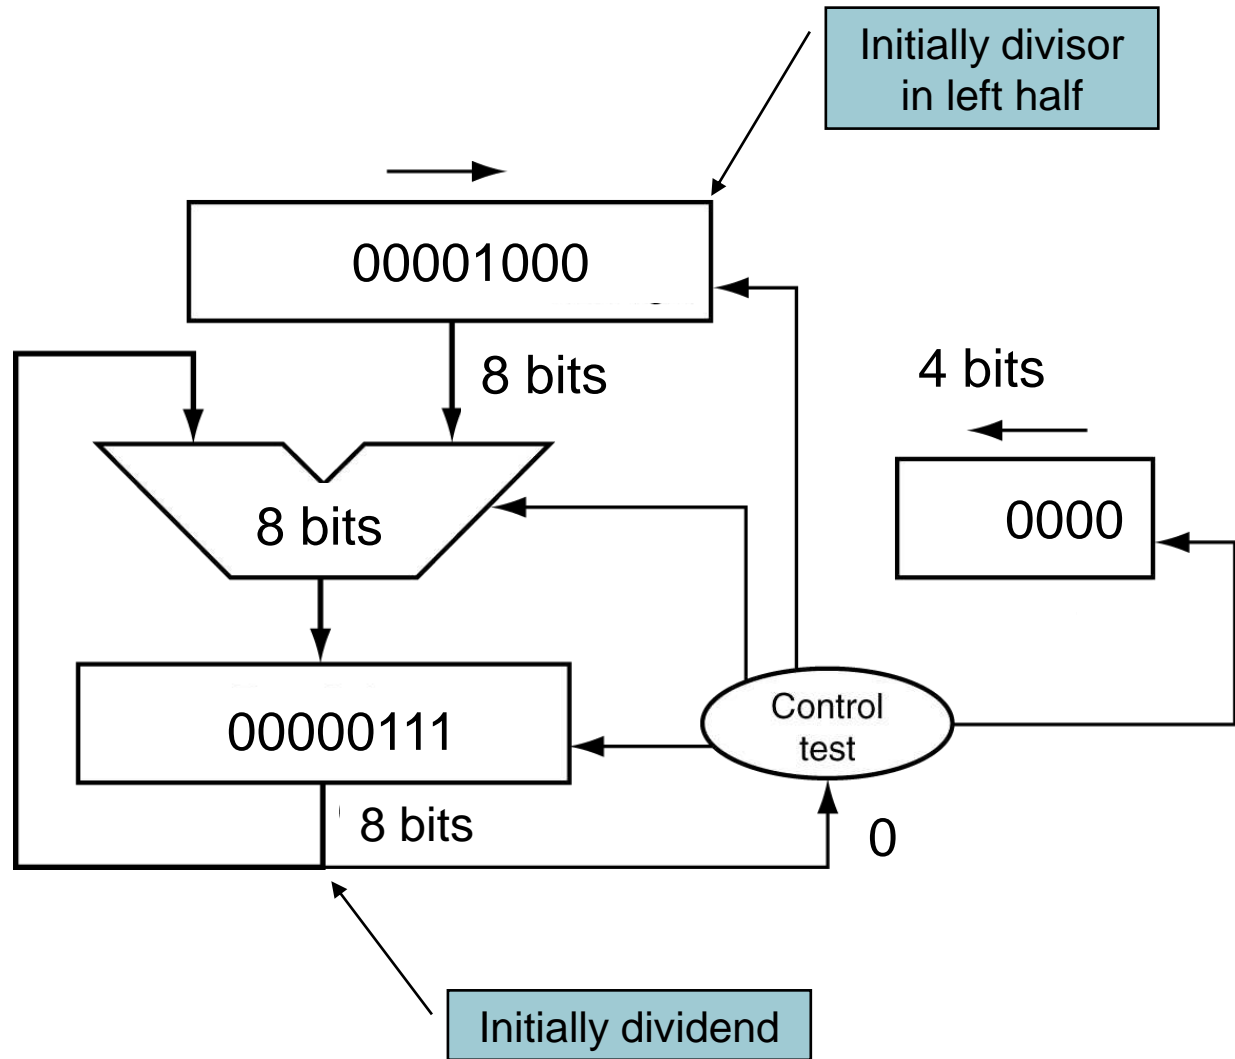 Initially divisor
in left half
00001000
8 bits
4 bits
8 bits
0000
00000111
Control
test
8 bits
0
Initially dividend